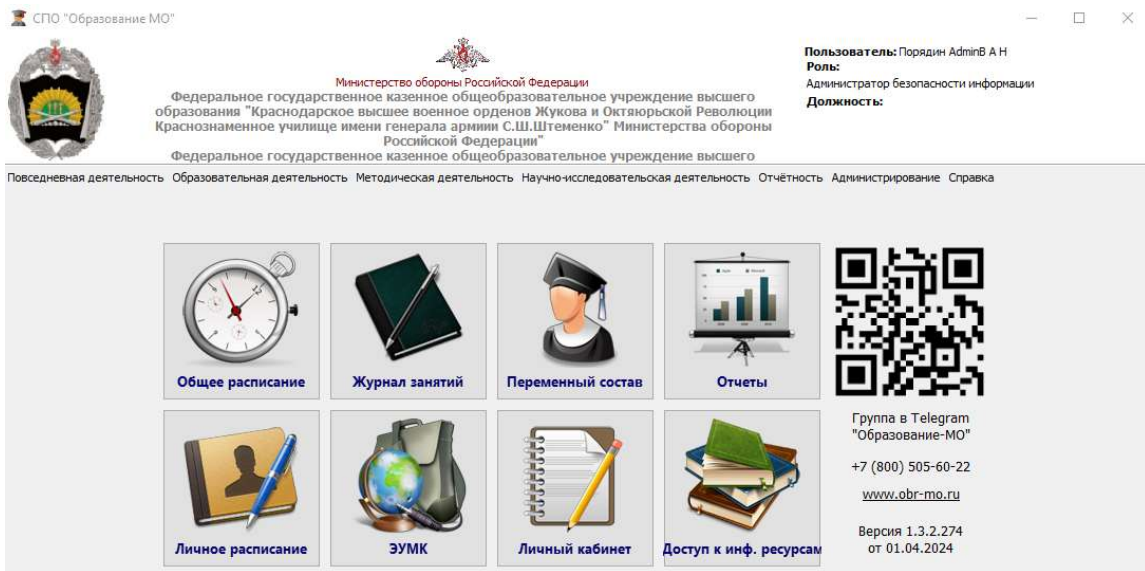 СПО "Образование МО"
Министерство обороны Российской Федерации
Федеральное государственное казенное общеобразовательное учреждение высшего
образования "Краснодарское высшее военное орденов Жукова и Октяюрьской Революции
Краснознаменное училище имени генерала армиии С.Ш.Штеменко" Министерства обороны
Российской Федерации"
Федеральное государственное казенное общеобразовательное учреждение высшего
Пользователь: Порядин AdminB А Н
Роль:
Администратор безопасности информации
Должность:
Повседневная деятельность Образовательная деятельность Методическая деятельность Научно-исследовательская деятельность Отчётность Администрирование Справка
Общее расписание
Журнал занятий
Переменный состав
Отчеты
Личное расписание
ЭУМК
Личный кабинет
Доступ к инф. ресурсам
Группа в Telegram
"Образование-МО"
+7 (800) 505-60-22
www.obr-mo.ru
Версия 1.3.2.274
от 01.04.2024